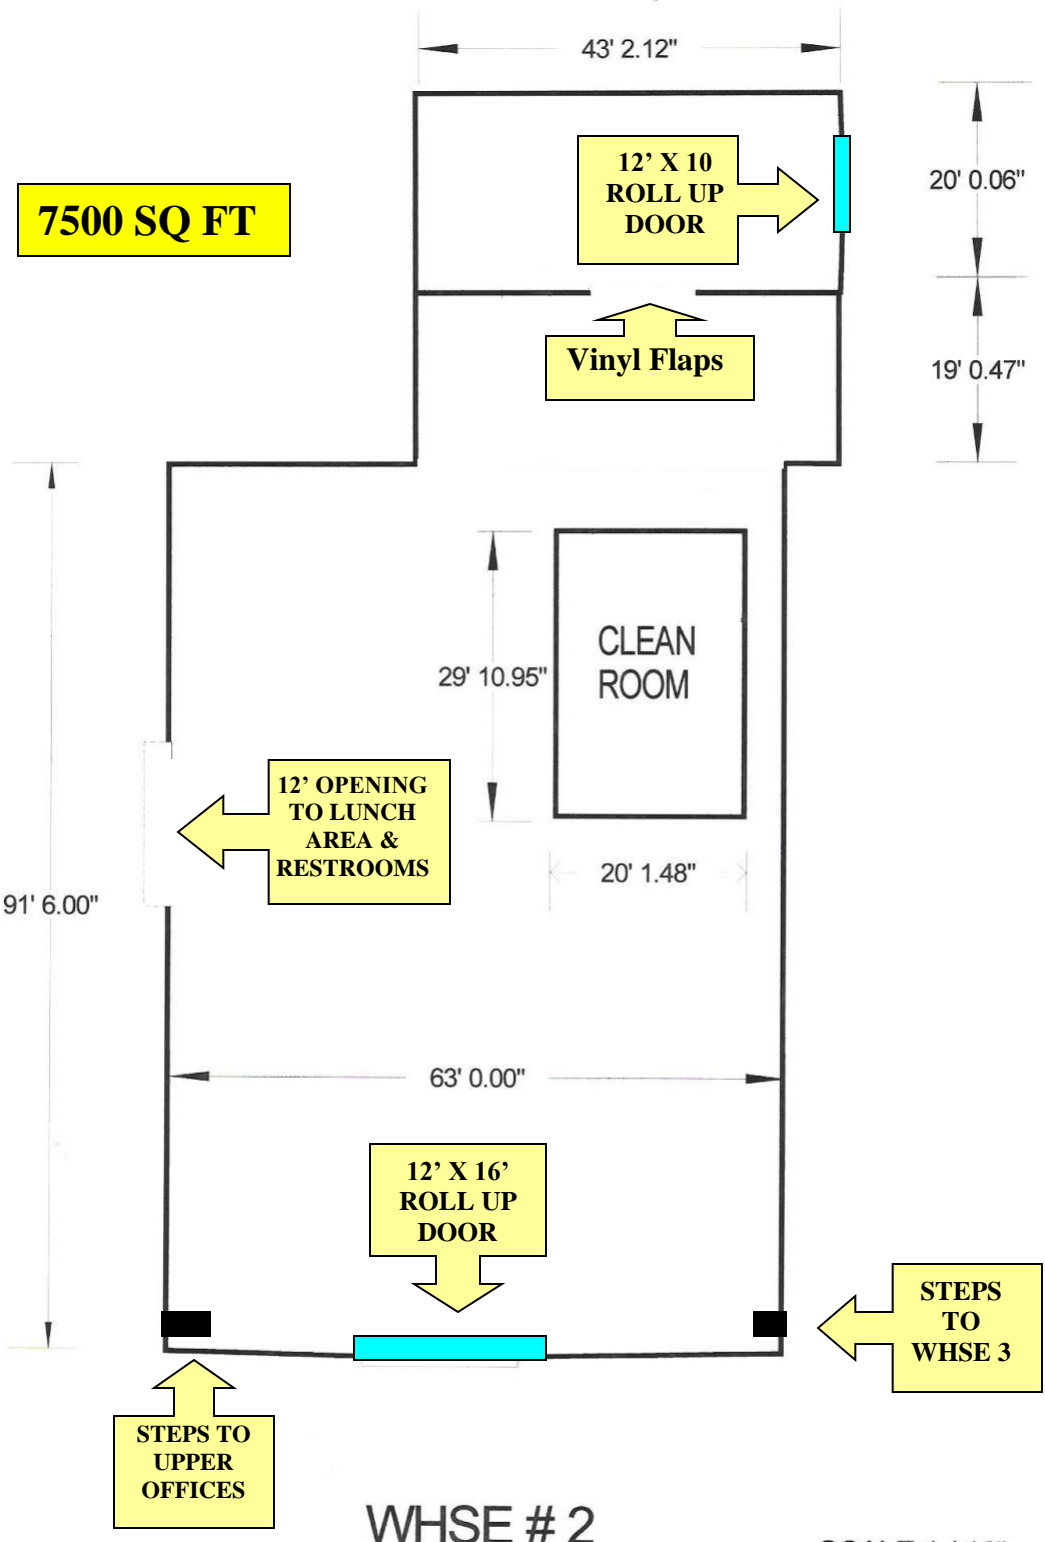 43' 2.12"
12’ X 10
ROLL UP
DOOR
20' 0.06"
7500 SQ FT
Vinyl Flaps
19' 0.47"
CLEAN
ROOM
29' 10.95"
12’ OPENING
TO LUNCH
AREA &
RESTROOMS
20' 1.48"
91' 6.00"
63' 0.00"
12’ X 16’
ROLL UP
DOOR
STEPS
TO
WHSE 3
STEPS TO
UPPER
OFFICES
WHSE # 2